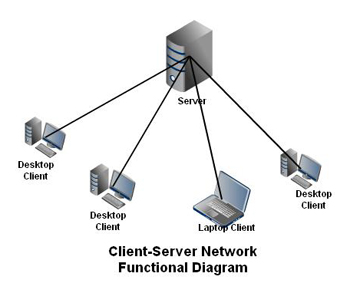 Server
Desktop
Client
Desktop
Client
Laptop Client
Desktop
Client
Client-Server Network
Functional Diagram